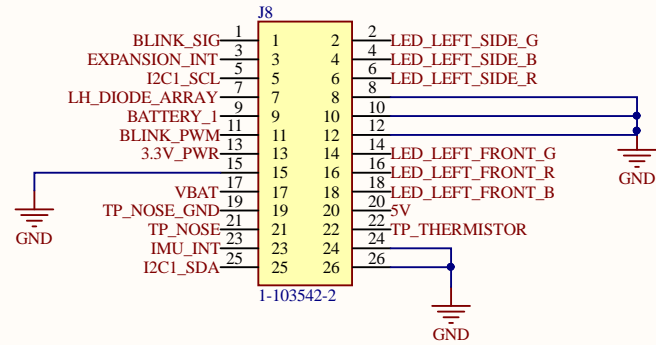 J8
BLINK_SIG 1 1 2 2 LED_LEFT_SIDE_G
EXPANSION_INT 3 3 4 4 LED_LEFT_SIDE_B
I2C1_SCL 5 5 6 6 LED_LEFT_SIDE_R
LH_DIODE_ARRAY 7 7 8 8
BATTERY_1 9 9 10 10
BLINK_PWM 11 11 12 12
3.3V_PWR 13 13 14 14 LED_LEFT_FRONT_G
15 15 16 16 LED_LEFT_FRONT_R
GND
VBAT 17 17 18 18 LED_LEFT_FRONT_B
TP_NOSE_GND 19 19 20 20 5V
TP_NOSE 21 21 22 22 TP_THERMISTOR
GND
IMU_INT 23 23 24 24
I2C1_SDA 25 25 26 26
1-103542-2
GND